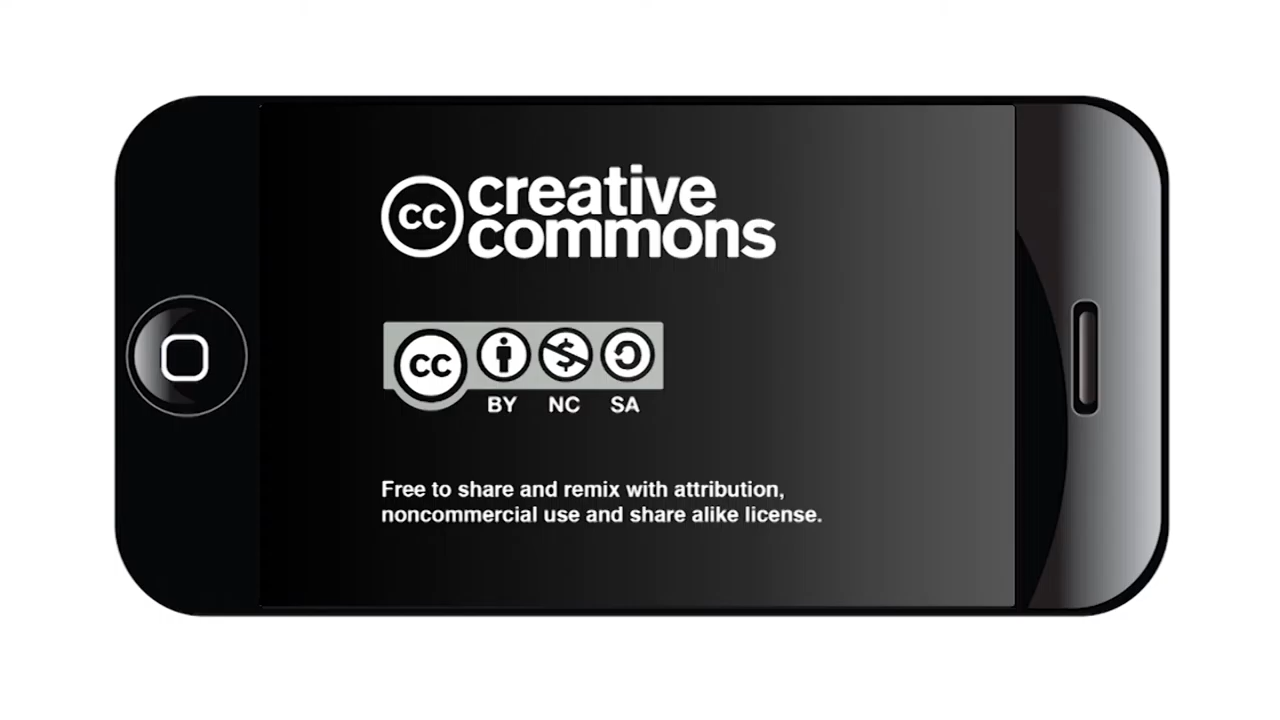 cc creative
commons
cc
BY NC SA
Free to share and remix with attribution,
noncommercial use and share alike license.